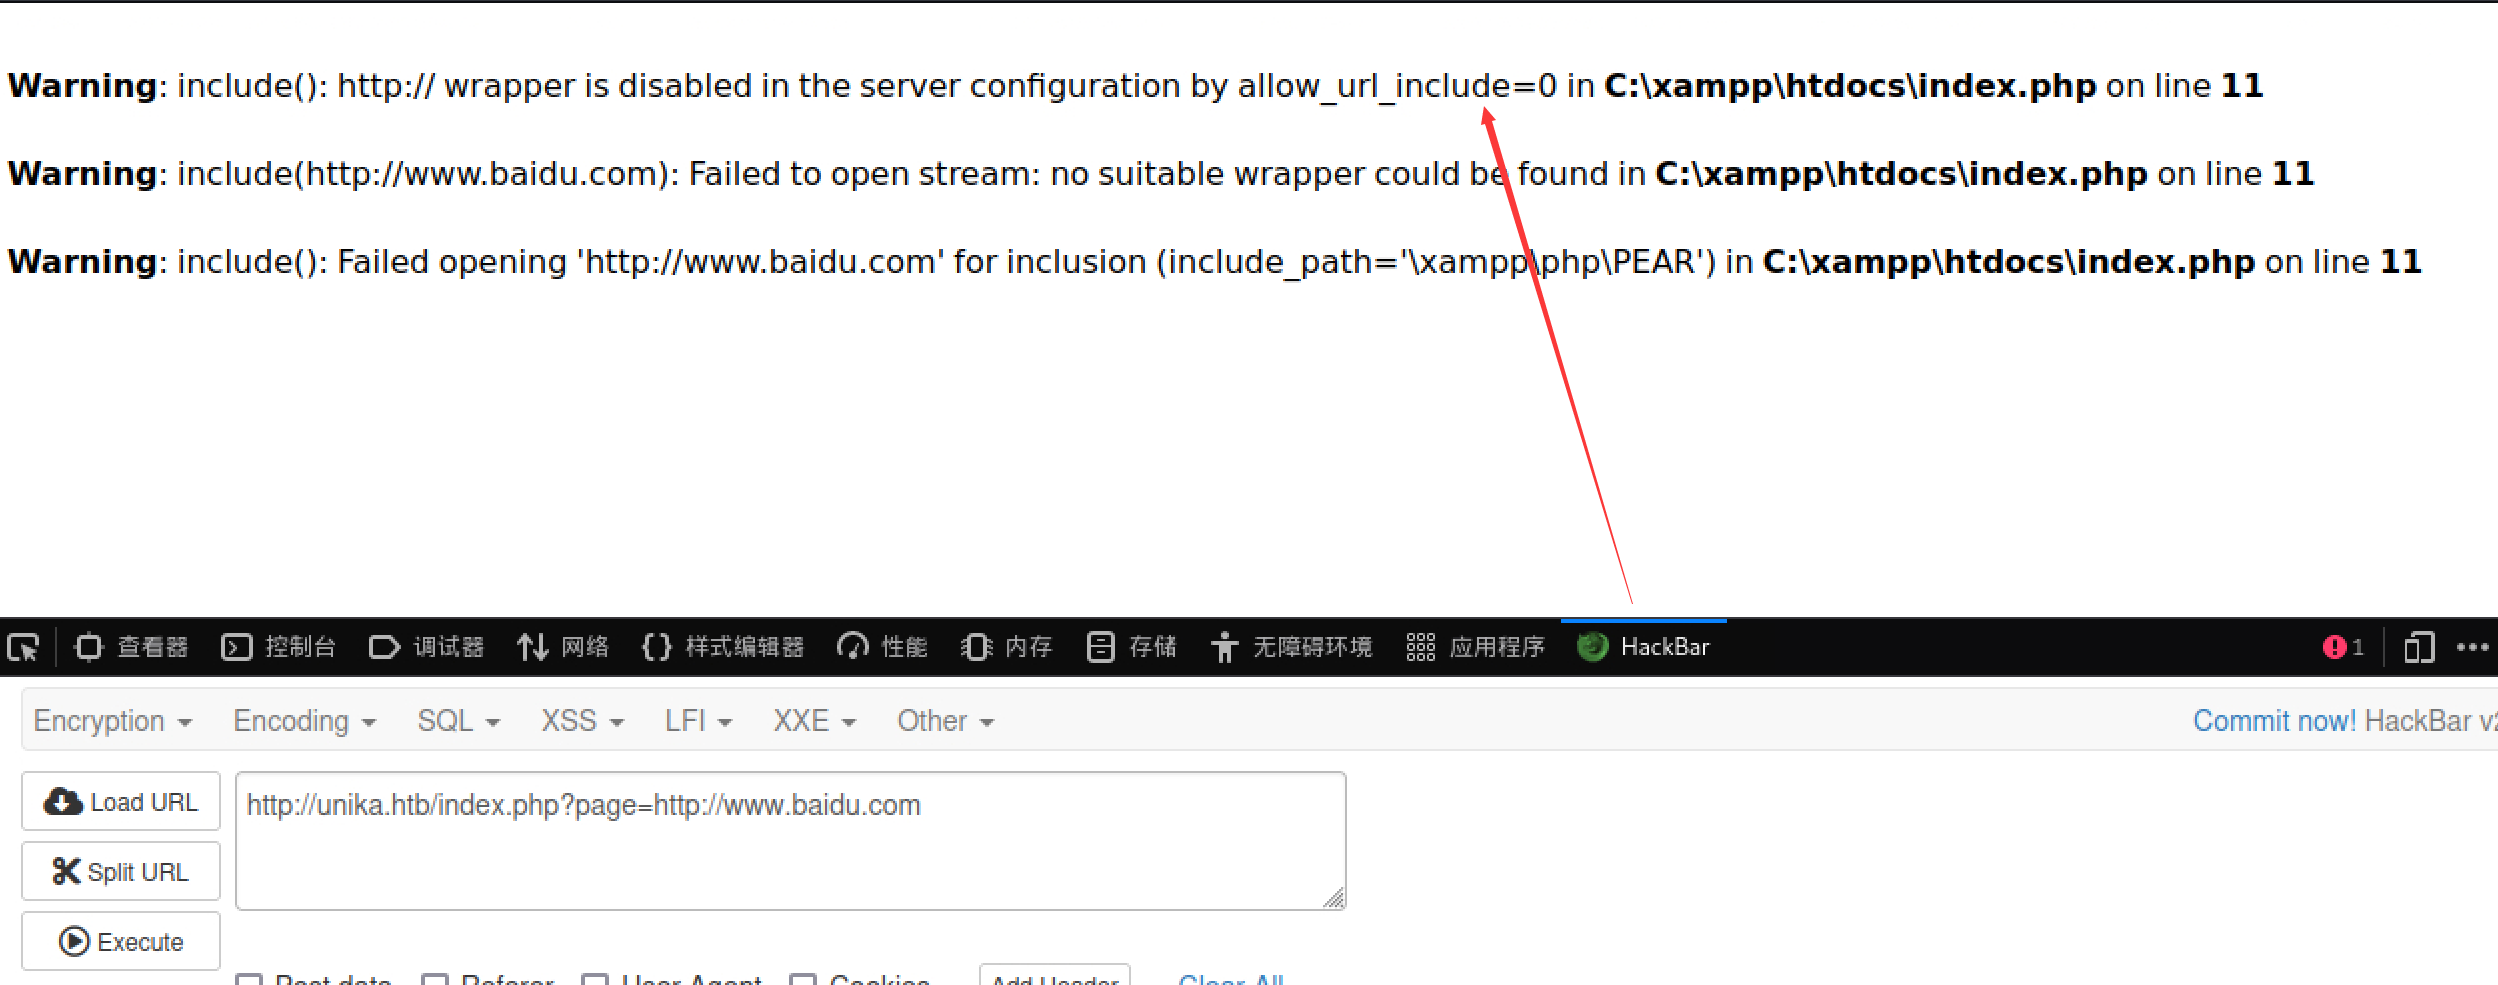 Warning: include(): http:// wrapper is disabled in the server configuration by allow_url_include=0 in C:\xampp\htdocs\index.php on line 11
Warning: include(http://www.baidu.com): Failed to open stream: no suitable wrapper could be found in C:\xampp\htdocs\index.php on line 11
Warning: include(): Failed opening 'http://www.baidu.com' for inclusion (include_path='\xampp\php\PEAR') in C:\xampp\htdocs\index.php on line 11
查看器 控制台 调试器 网络 样式编辑器 性能 内存 存储 无障碍环境 应用程序 HackBar 1
Encryption Encoding SQL XSS LFI XXE Other Commit now! HackBar
Load URL http://unika.htb/index.php?page=http://www.baidu.com
Split URL
Execute
Post data Referer User Agent Cookies Add Header Clear All